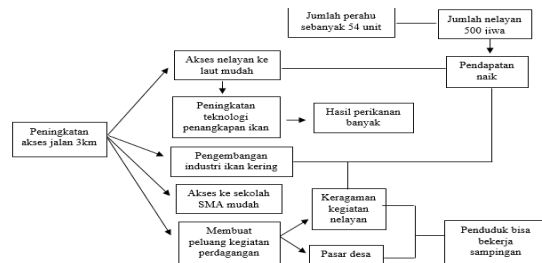 Jumlah perahu
sebanyak 54 unit
Jumlah nelayan
500 jiwa
Akses nelayan ke
laut mudah
Pendapatan
naik
Peningkatan
teknologi
penangkapan ikan
Hasil perikanan
banyak
Peningkatan
akses jalan 3km
Pengembangan
industri ikan kering
Akses ke sekolah
SMA mudah
Keragaman
kegiatan
nelayan
Membuat
peluang kegiatan
perdagangan
Pasar desa
Penduduk bisa
bekerja
sampingan